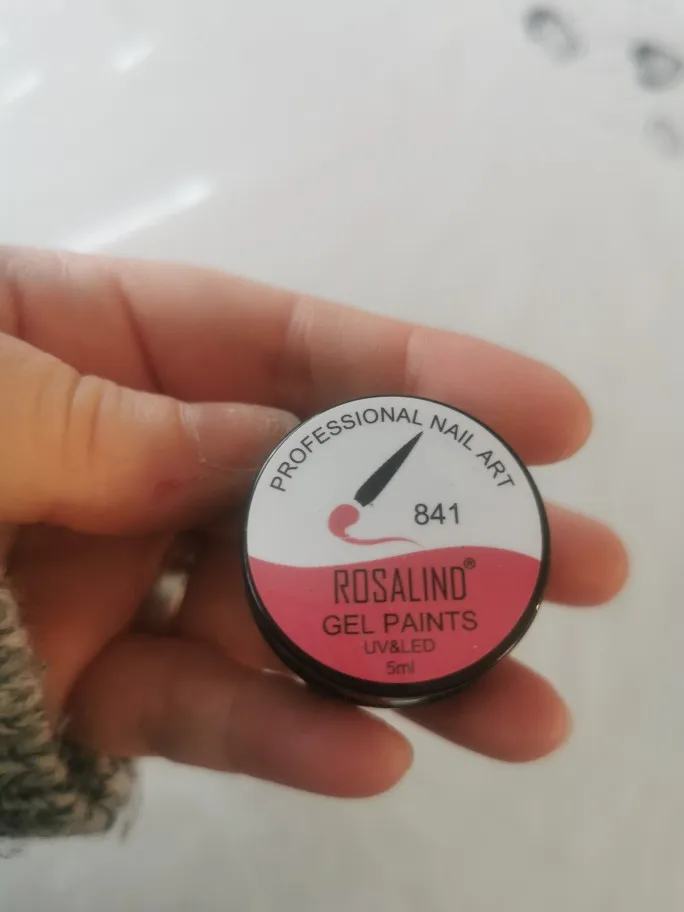 PROFESSIONAL NAIL ART
841
ROSALIND®
GEL PAINTS
UV&LED
5ml